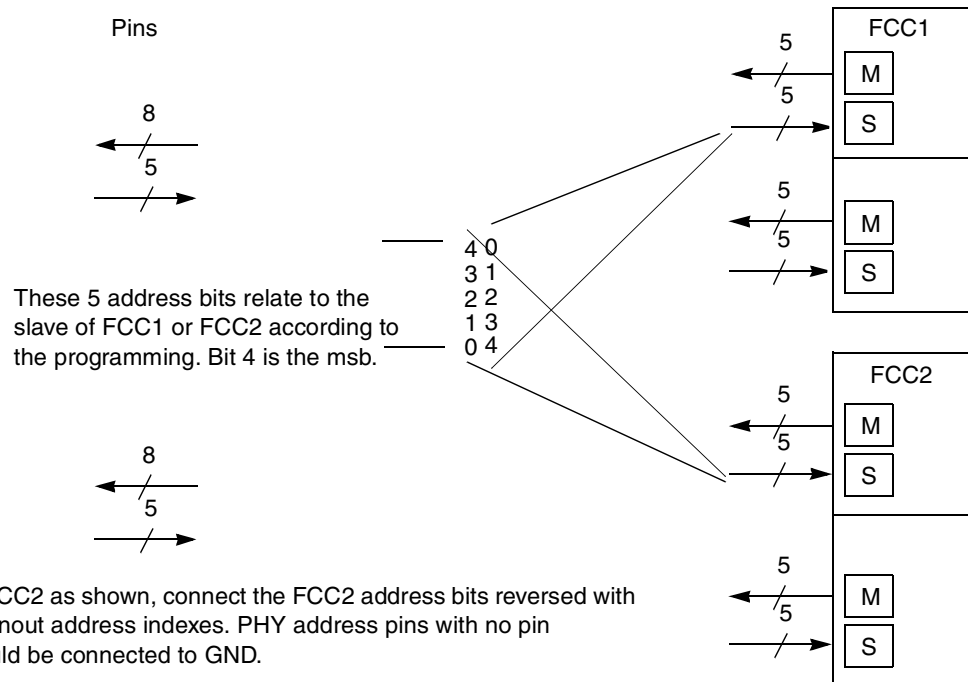 Pins
FCC1
5
M
5
S
8
5
5
M
5
S
4 0
3 1
2 2
1 3
0 4
These 5 address bits relate to the
slave of FCC1 or FCC2 according to
the programming. Bit 4 is the msb.
FCC2
5
M
5
S
8
5
5
M
5
S
CC2 as shown, connect the FCC2 address bits reversed with
nout address indexes. PHY address pins with no pin
ld be connected to GND.